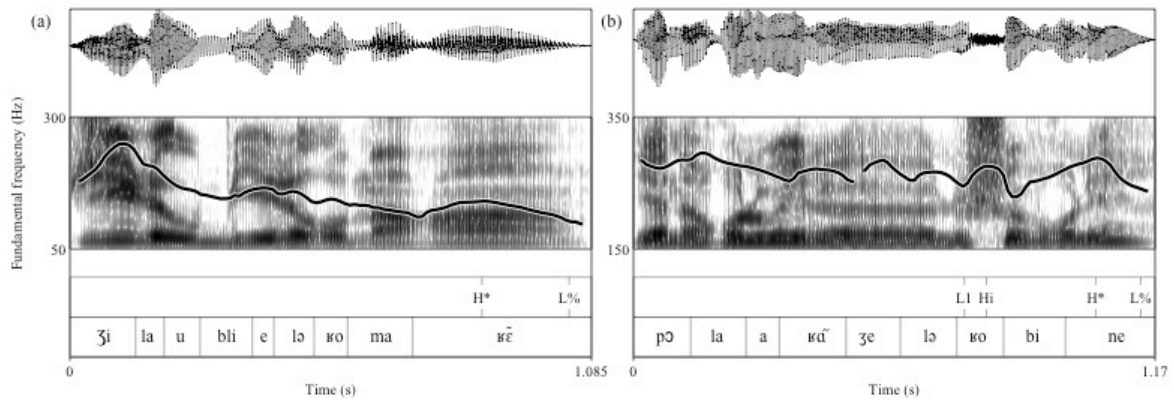 (a)
(b)
Fundamental frequency (Hz)
300
50
350
150
H* L%
L1 Hi H* L%
ʒi la u bli e lə ʁo ma ʁɛ̃
pɔ la a ʁɑ̃ ʒe lə ʁo bi ne
0 1.085
0 1.17
Time (s)
Time (s)